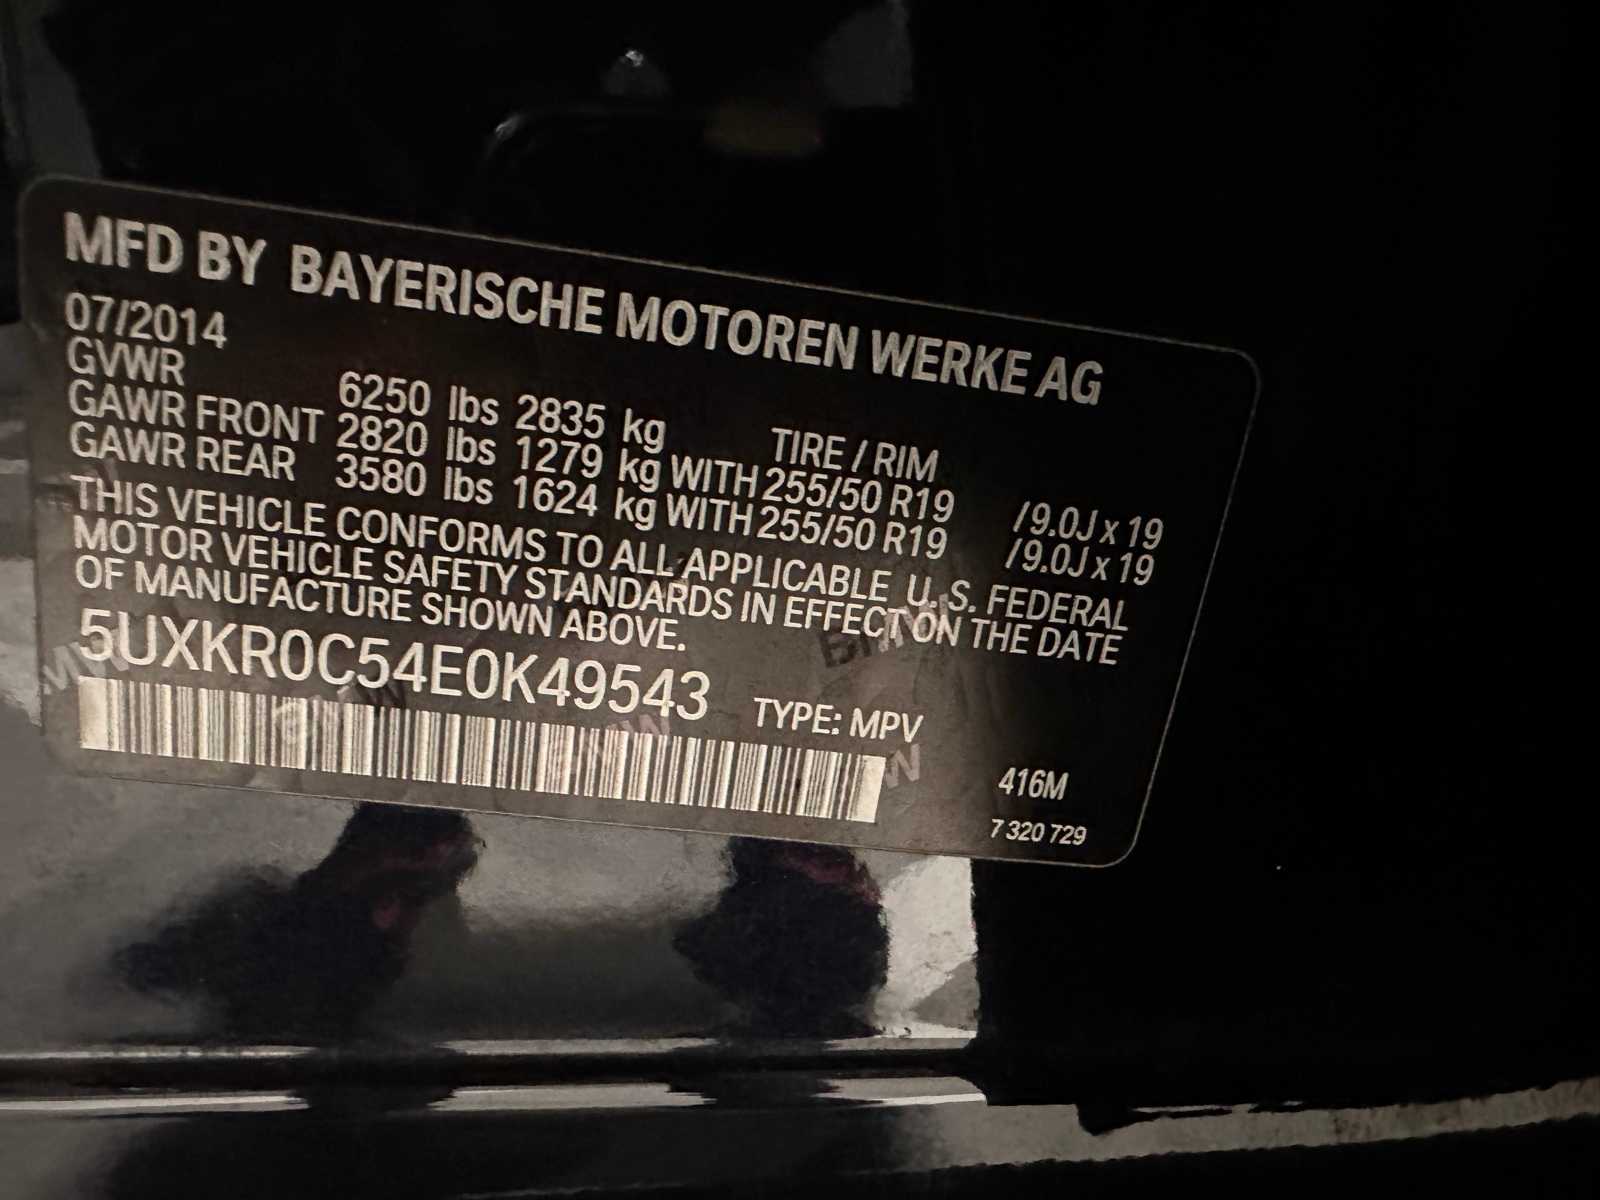 MFD BY BAYERISCHE MOTOREN WERKE AG
07/2014
GVWR 6250 lbs 2835 kg TIRE / RIM
GAWR FRONT 2820 lbs 1279 kg WITH 255/50 R19 /9.0J x 19
GAWR REAR 3580 lbs 1624 kg WITH 255/50 R19 /9.0J x 19
THIS VEHICLE CONFORMS TO ALL APPLICABLE U.S. FEDERAL
MOTOR VEHICLE SAFETY STANDARDS IN EFFECT ON THE DATE
OF MANUFACTURE SHOWN ABOVE.
5UXKR0C54E0K49543 TYPE: MPV
416M
7 320 729